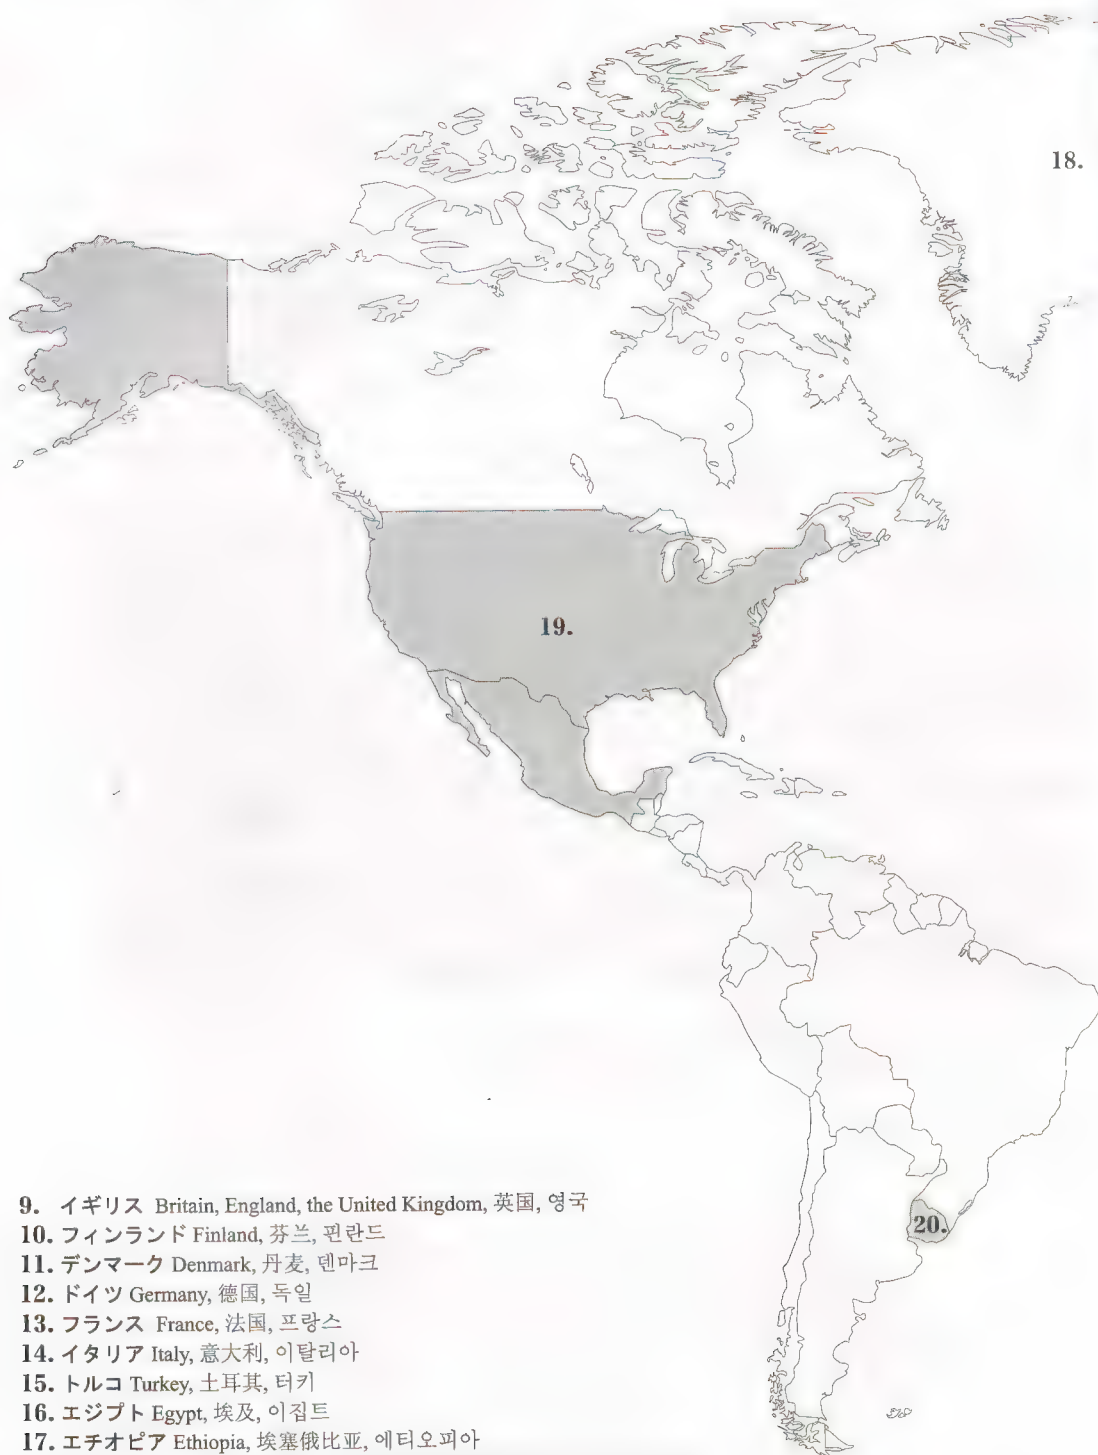 18.
19.
20.
9. イギリス Britain, England, the United Kingdom, 英国, 영국
10. フィンランド Finland, 芬兰, 핀란드
11. デンマーク Denmark, 丹麦, 덴마크
12. ドイツ Germany, 德国, 독일
13. フランス France, 法国, 프랑스
14. イタリア Italy, 意大利, 이탈리아
15. トルコ Turkey, 土耳其, 터키
16. エジプト Egypt, 埃及, 이집트
17. エチオピア Ethiopia, 埃塞俄比亚, 에티오피아